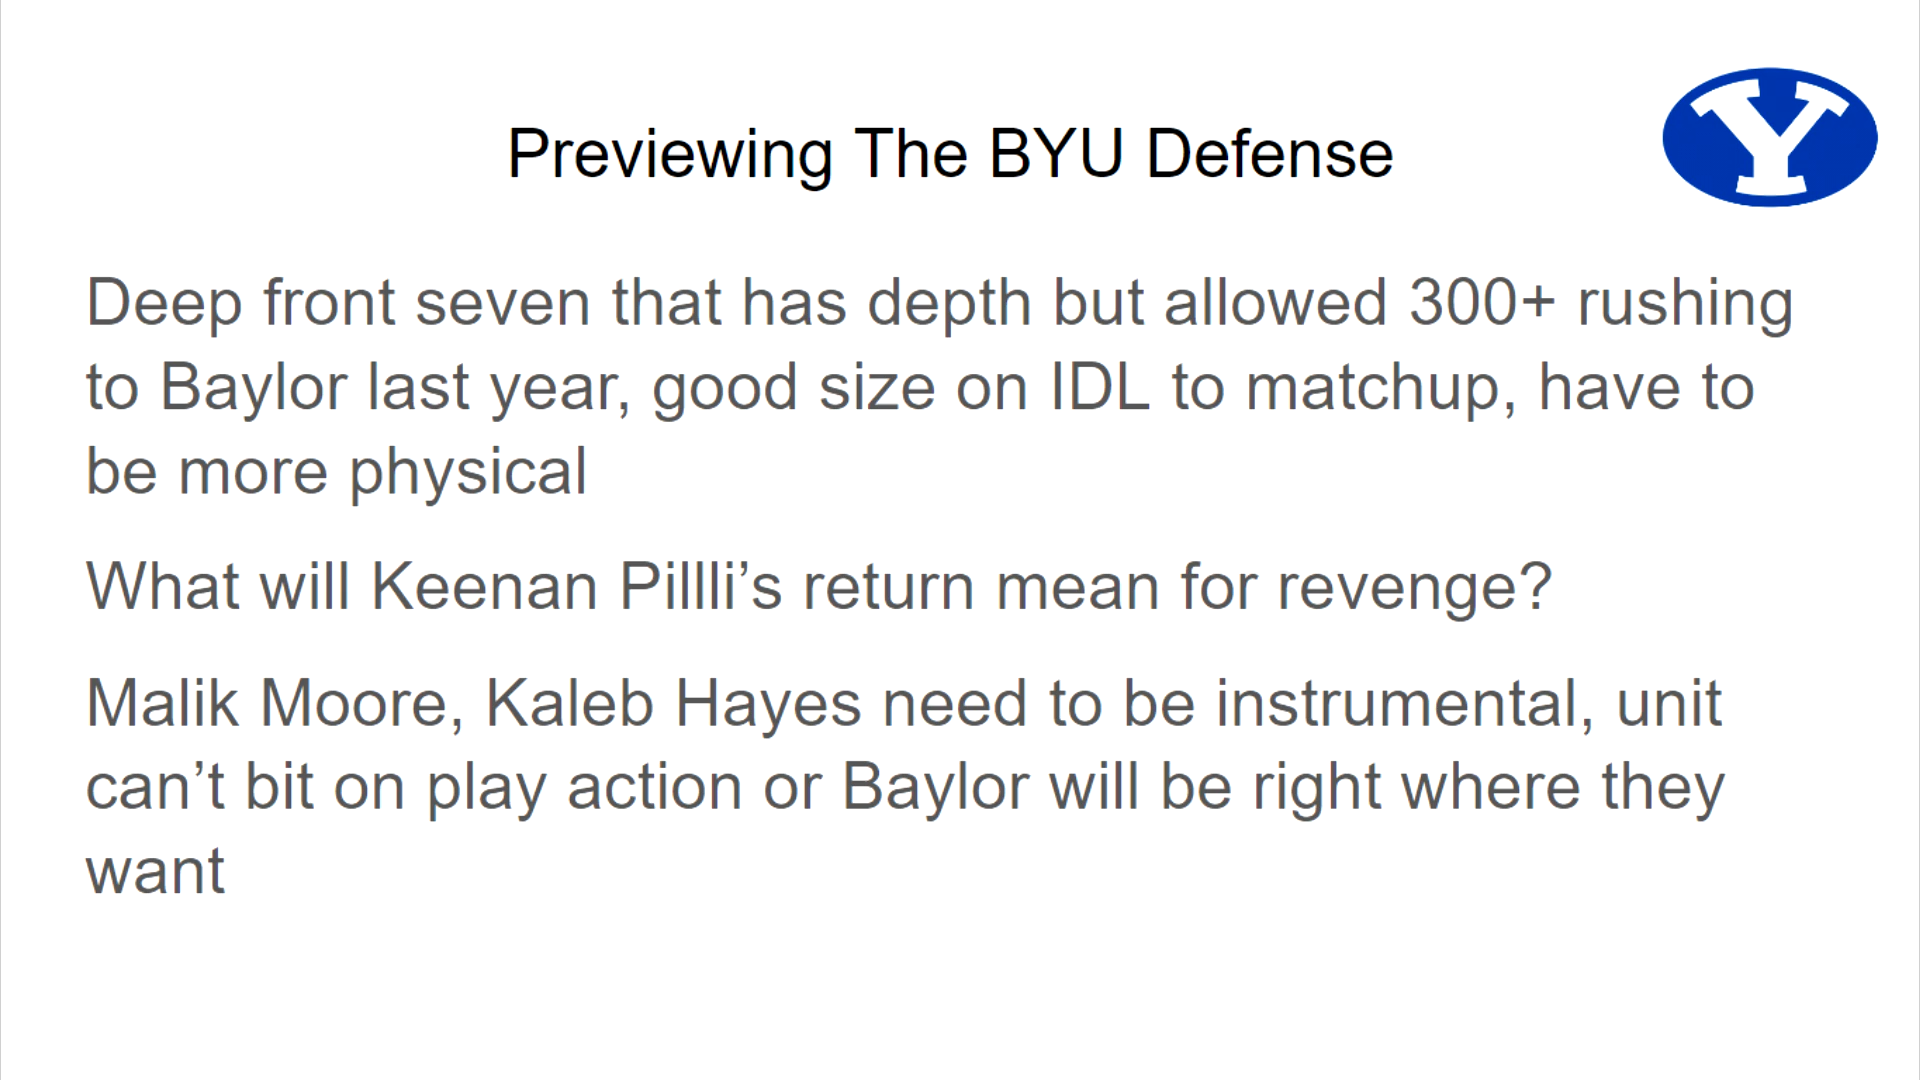 Y
Previewing The BYU Defense
Deep front seven that has depth but allowed 300+ rushing
to Baylor last year, good size on IDL to matchup, have to
be more physical
What will Keenan Pillli’s return mean for revenge?
Malik Moore, Kaleb Hayes need to be instrumental, unit
can’t bit on play action or Baylor will be right where they
want